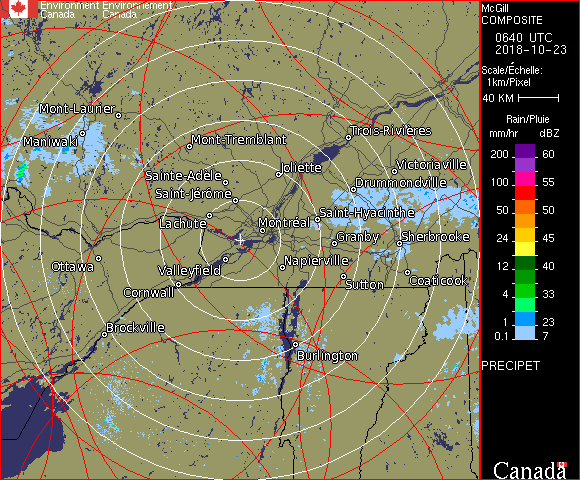 Environment Environnement
Canada Canada
McGill
COMPOSITE
0640 UTC
2018-10-23
Scale/Échelle:
1km/Pixel
40 KM
Rain/Pluie
mm/hr dBZ
200 60
150 55
100 55
50 50
24 45
12 40
4 33
1 23
0.1 7
PRECIPET
Canada
Mont-Laurier
Maniwaki
Mont-Tremblant
Trois-Rivières
Joliette
Victoriaville
Sainte-Adèle
Drummondville
Saint-Jérôme
Saint-Hyacinthe
Lachute
Montréal
Granby
Sherbrooke
Ottawa
Valleyfield
Napierville
Sutton
Coaticook
Cornwall
Brockville
Burlington